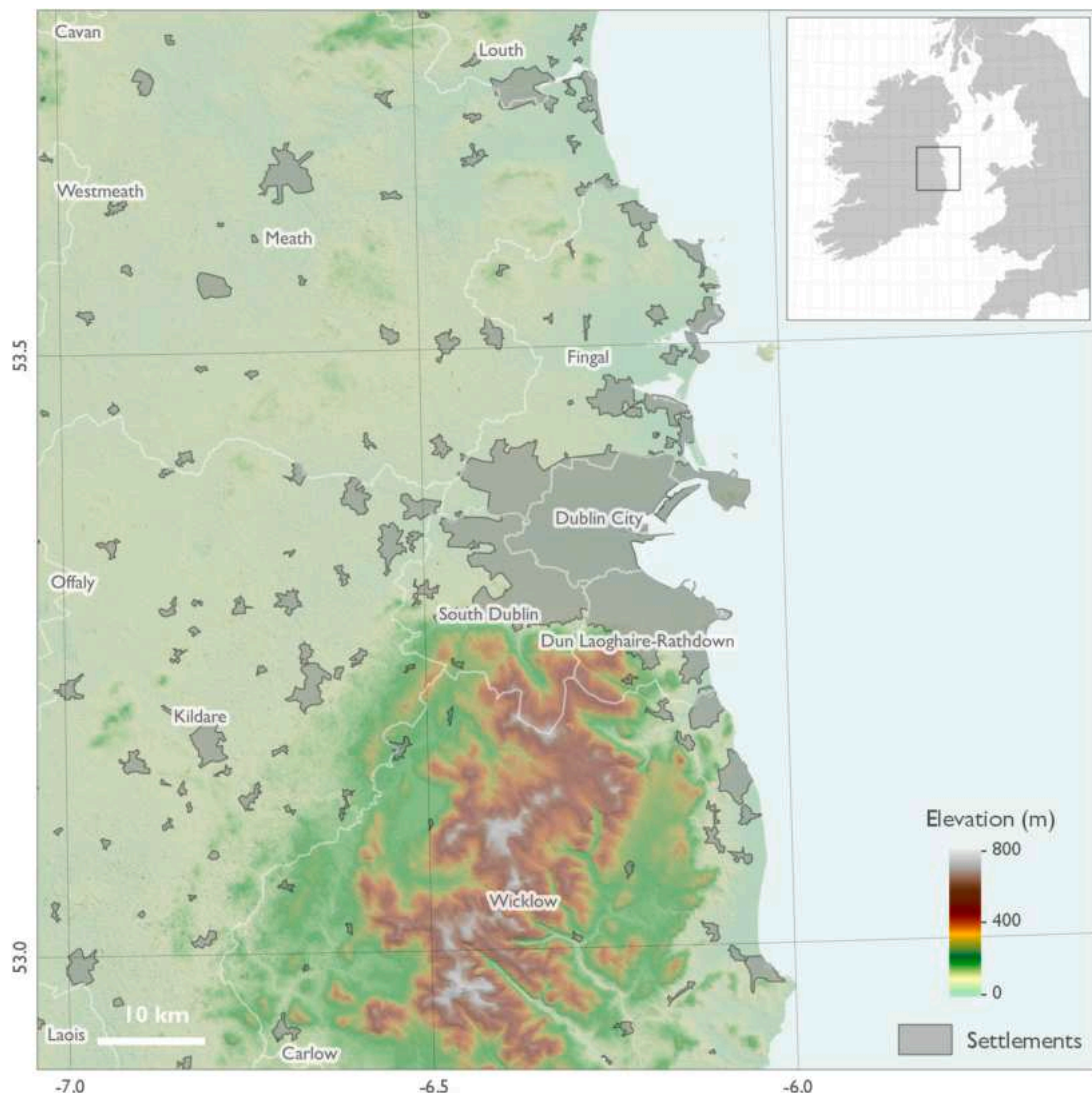 Cavan
Louth
Westmeath
Meath
53.5
Fingal
Dublin City
Offaly
South Dublin
Dun Laoghaire-Rathdown
Kildare
Elevation (m)
800
Wicklow
400
53.0
0
10 km
Laois
Carlow
Settlements
-7.0
-6.5
-6.0